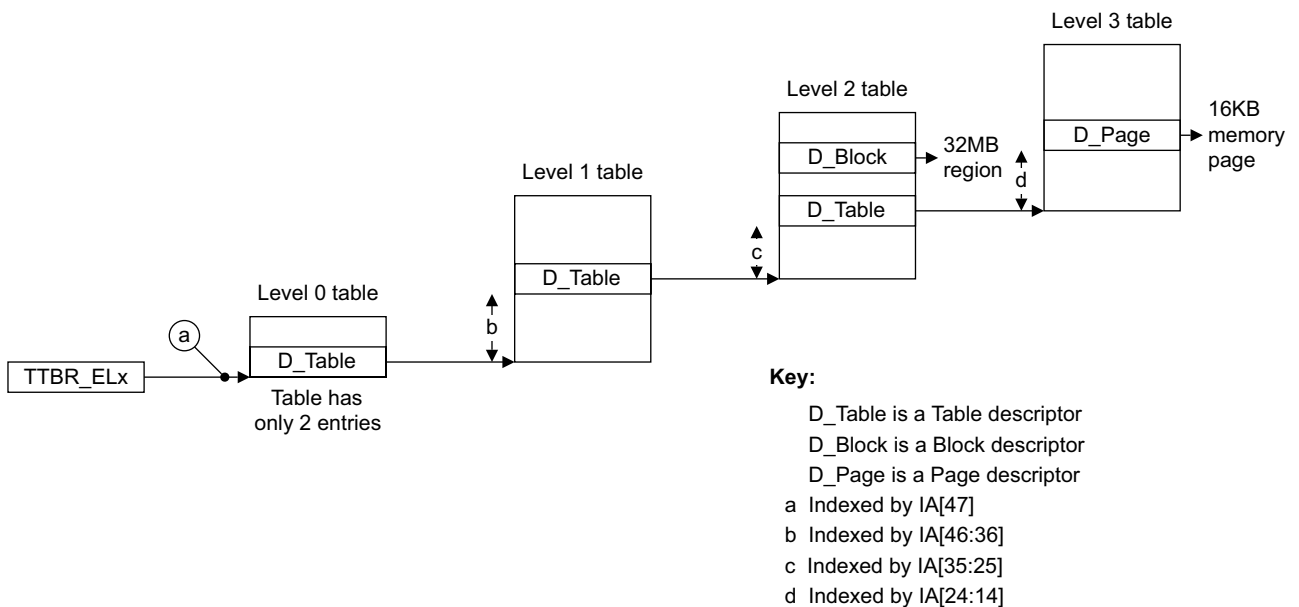 Level 3 table
Level 2 table
D_Page
16KB
memory
page
D_Block
32MB
region
d
Level 1 table
D_Table
c
D_Table
Level 0 table
b
a
D_Table
TTBR_ELx
Table has
only 2 entries
Key:
D_Table is a Table descriptor
D_Block is a Block descriptor
D_Page is a Page descriptor
a Indexed by IA[47]
b Indexed by IA[46:36]
c Indexed by IA[35:25]
d Indexed by IA[24:14]